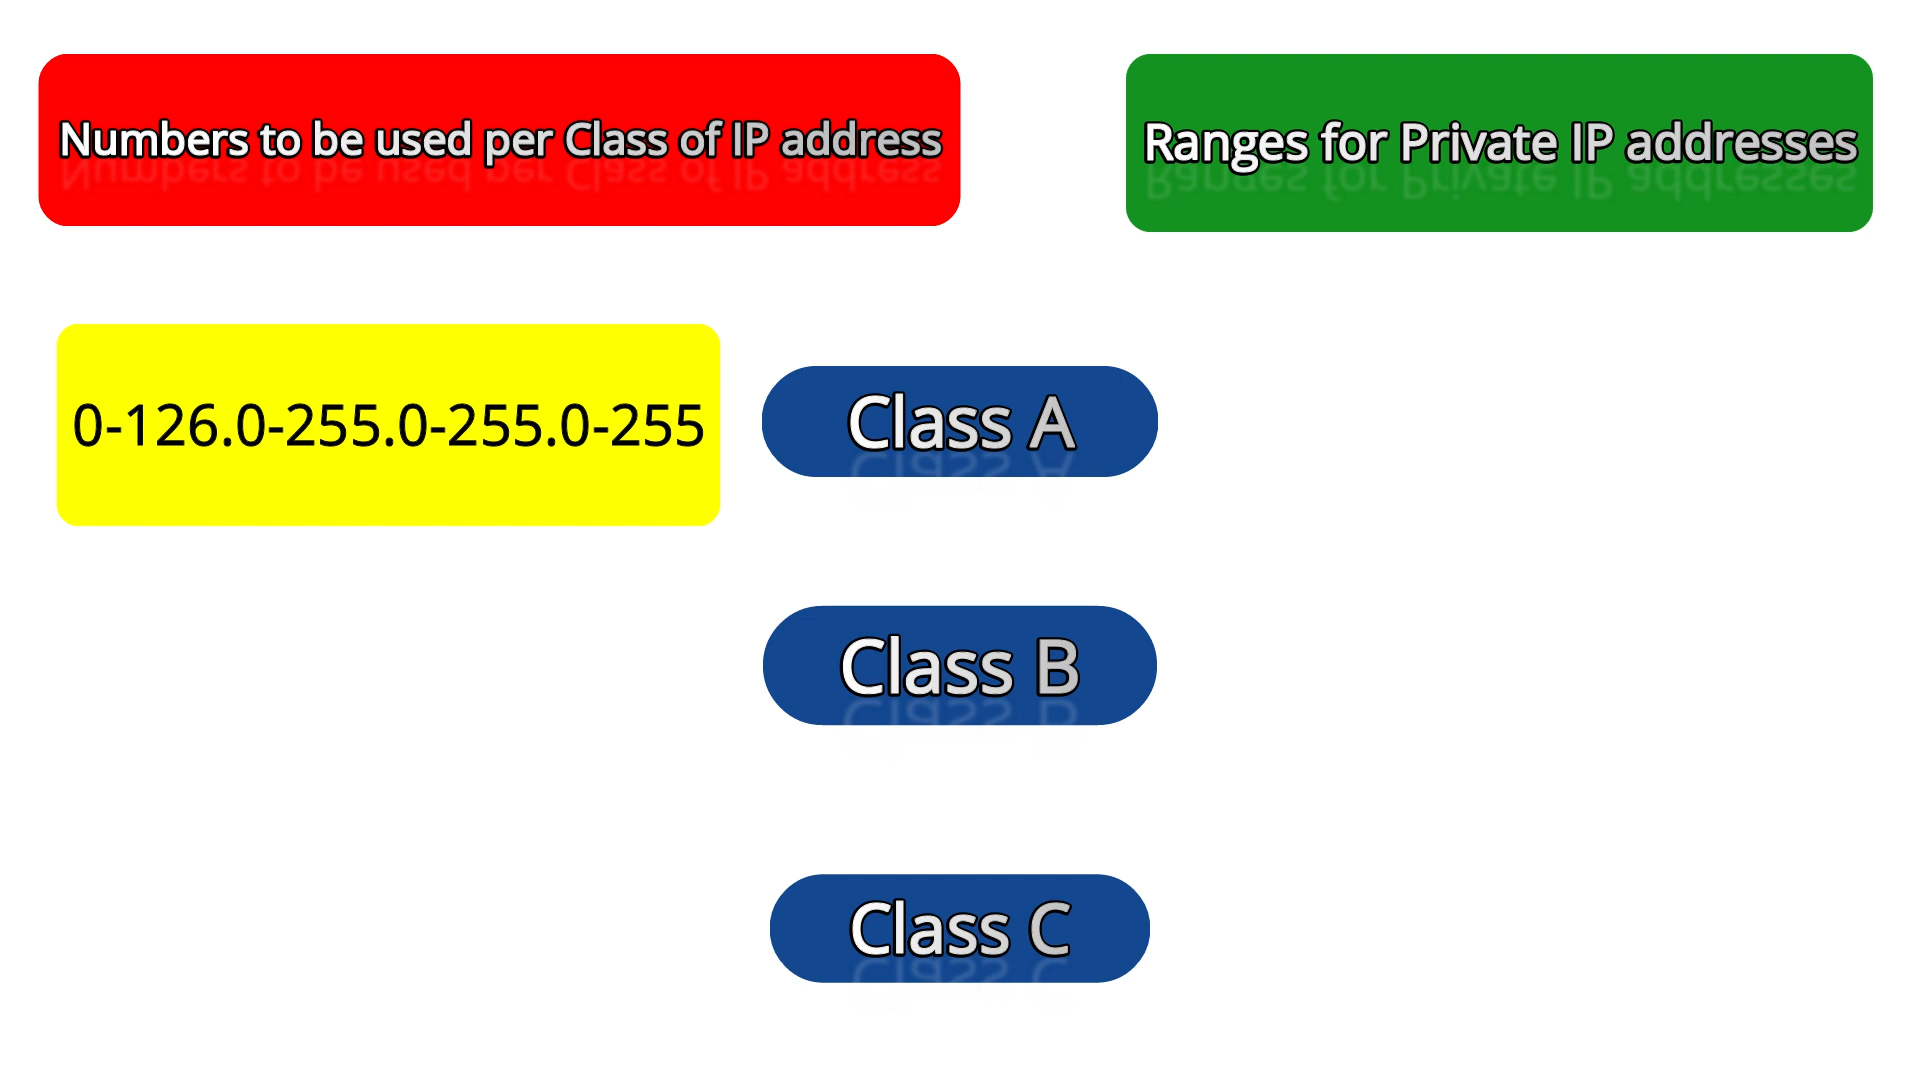 Numbers to be used per Class of IP address
Ranges for Private IP addresses
0-126.0-255.0-255.0-255
Class A
Class B
Class C